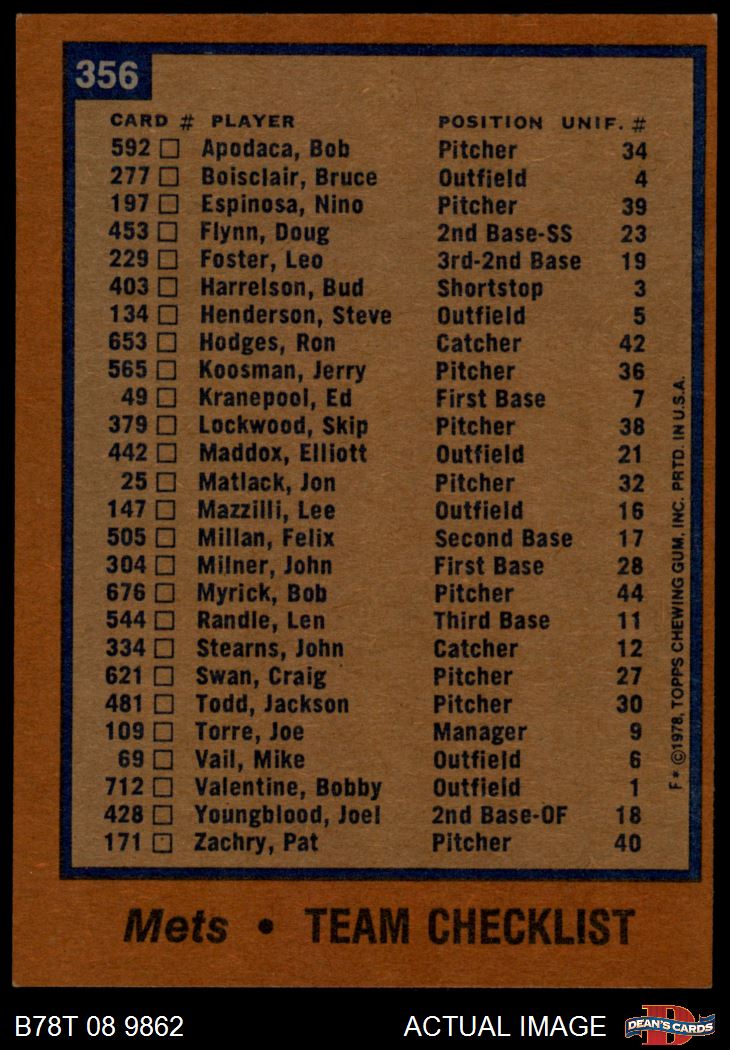 356
CARD # PLAYER POSITION UNIF. #
592 Apodaca, Bob Pitcher 34
277 Boisclair, Bruce Outfield 4
197 Espinosa, Nino Pitcher 39
453 Flynn, Doug 2nd Base-SS 23
229 Foster, Leo 3rd-2nd Base 19
403 Harrelson, Bud Shortstop 3
134 Henderson, Steve Outfield 5
653 Hodges, Ron Catcher 42
565 Koosman, Jerry Pitcher 36
49 Kranepool, Ed First Base 7
379 Lockwood, Skip Pitcher 38
442 Maddox, Elliott Outfield 21
25 Matlack, Jon Pitcher 32
147 Mazzilli, Lee Outfield 16
505 Millan, Felix Second Base 17
304 Milner, John First Base 28
676 Myrick, Bob Pitcher 44
544 Randle, Len Third Base 11
334 Stearns, John Catcher 12
621 Swan, Craig Pitcher 27
481 Todd, Jackson Pitcher 30
109 Torre, Joe Manager 9
69 Vail, Mike Outfield 6
712 Valentine, Bobby Outfield 1
428 Youngblood, Joel 2nd Base-OF 18
171 Zachry, Pat Pitcher 40
F* ©1978, TOPPS CHEWING GUM, INC. PRTD. IN U.S.A.
Mets • TEAM CHECKLIST
B78T 08 9862 ACTUAL IMAGE
D
DEAN'S CARDS